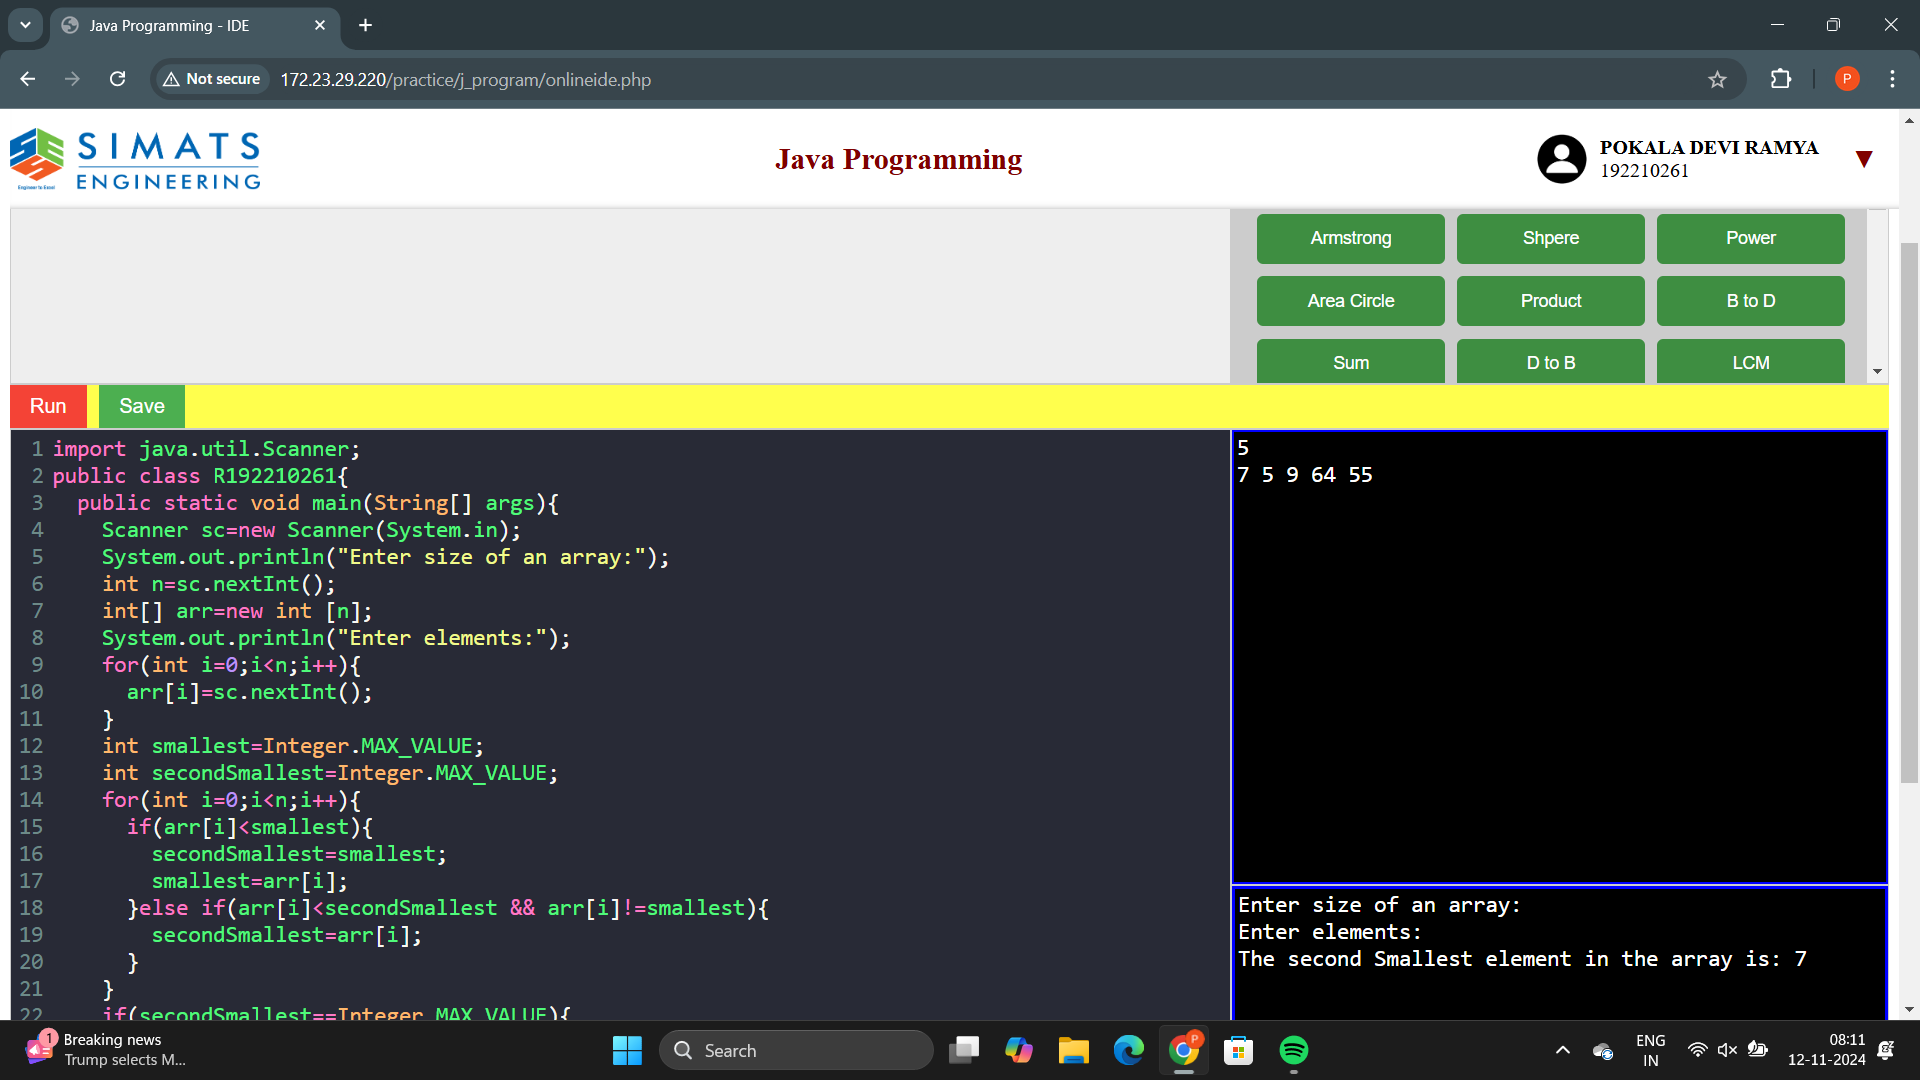 Java Programming - IDE
Not secure 172.23.29.220/practice/j_program/onlineide.php
P
SIMATS
ENGINEERING
Engineer to Excel
Java Programming
POKALA DEVI RAMYA
192210261
Armstrong Shpere Power
Area Circle Product B to D
Sum D to B LCM
Run Save
1 import java.util.Scanner;
2 public class R192210261{
3 public static void main(String[] args){
4 Scanner sc=new Scanner(System.in);
5 System.out.println("Enter size of an array:");
6 int n=sc.nextInt();
7 int[] arr=new int [n];
8 System.out.println("Enter elements:");
9 for(int i=0;i<n;i++){
10 arr[i]=sc.nextInt();
11 }
12 int smallest=Integer.MAX_VALUE;
13 int secondSmallest=Integer.MAX_VALUE;
14 for(int i=0;i<n;i++){
15 if(arr[i]<smallest){
16 secondSmallest=smallest;
17 smallest=arr[i];
18 }else if(arr[i]<secondSmallest && arr[i]!=smallest){
19 secondSmallest=arr[i];
20 }
21 }
22 if(secondSmallest==Integer.MAX_VALUE){
5
7 5 9 64 55
Enter size of an array:
Enter elements:
The second Smallest element in the array is: 7
1
Breaking news
Trump selects M...
Search
P
ENG
IN
08:11
12-11-2024